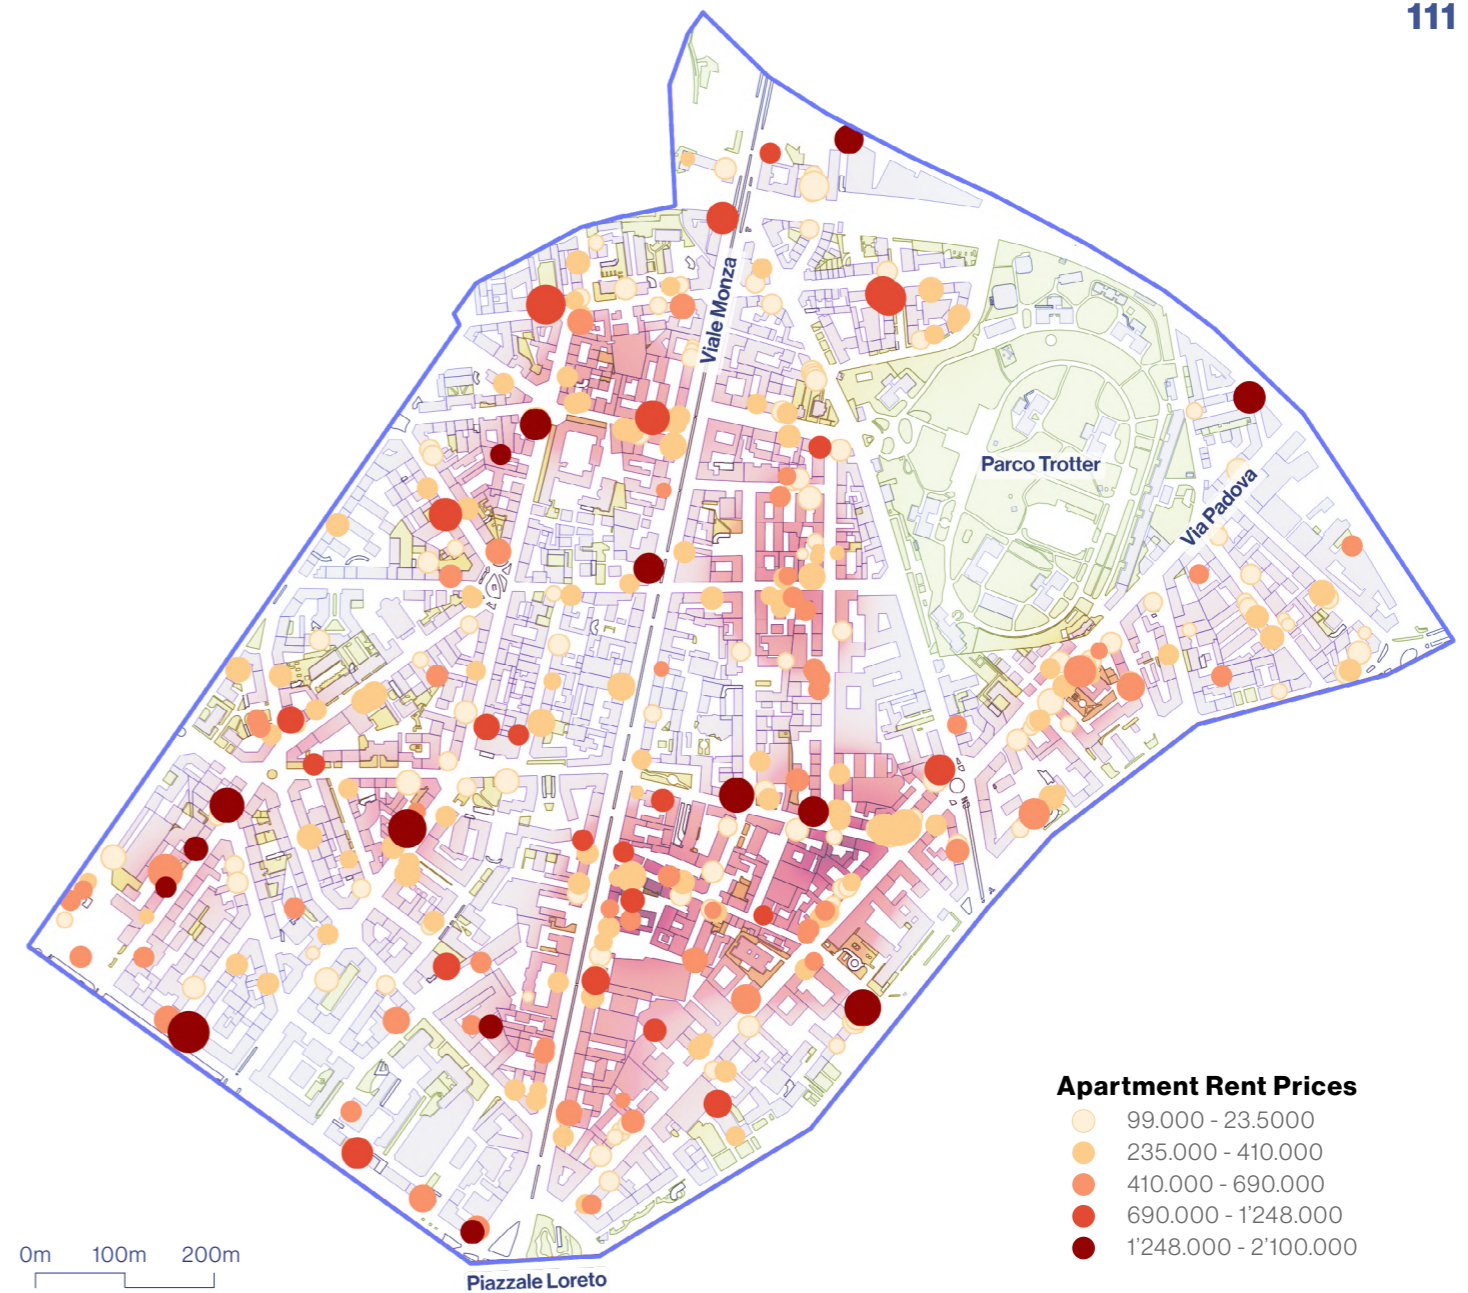 111
Viale Monza
Parco Trotter
Via Padova
Apartment Rent Prices
99.000 - 23.5000
235.000 - 410.000
410.000 - 690.000
690.000 - 1'248.000
1'248.000 - 2'100.000
0m 100m 200m
Piazzale Loreto